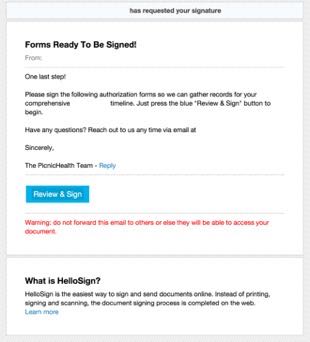 has requested your signature
Forms Ready To Be Signed!
From:
One last step!
Please sign the following authorization forms so we can gather records for your
comprehensive timeline. Just press the blue "Review & Sign" button to
begin.
Have any questions? Reach out to us any time via email at
Sincerely,
The PicnicHealth Team - Reply
Review & Sign
Warning: do not forward this email to others or else they will be able to access your
document.
What is HelloSign?
HelloSign is the easiest way to sign and send documents online. Instead of printing,
signing and scanning, the document signing process is completed on the web.
Learn more